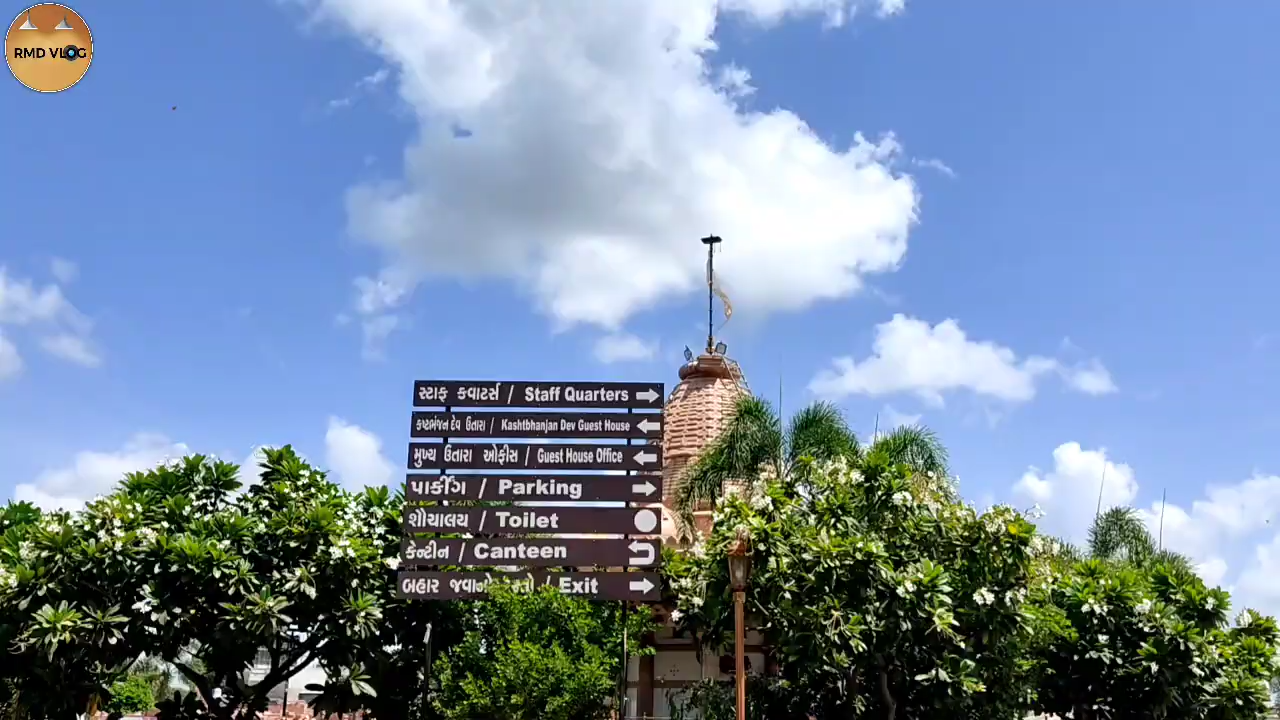 RMD VLOG
સ્ટાફ ક્વાટર્સ / Staff Quarters
કષ્ટભંજન દેવ ઉતારા / Kashtbhanjan Dev Guest House
મુખ્ય ઉતારા ઓફીસ / Guest House Office
પાર્કીંગ / Parking
શૌચાલય / Toilet
કેન્ટીન / Canteen
બહાર જવાનો / Exit